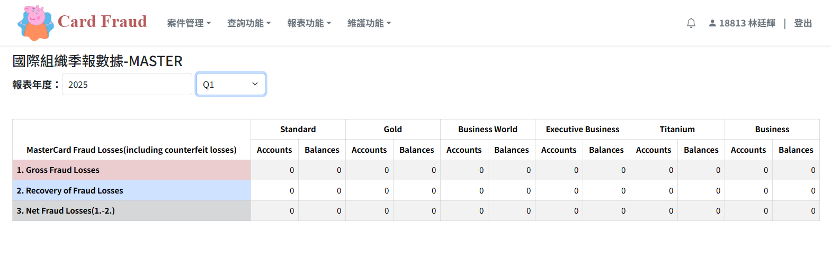 Card Fraud 案件管理 查詢功能 報表功能 維護功能 18813 林廷輝 | 登出
國際組織季報數據-MASTER
報表年度： 2025 Q1
Standard Gold Business World Executive Business Titanium Business
MasterCard Fraud Losses(including counterfeit losses) Accounts Balances Accounts Balances Accounts Balances Accounts Balances Accounts Balances Accounts Balances
1. Gross Fraud Losses 0 0 0 0 0 0 0 0 0 0 0 0
2. Recovery of Fraud Losses 0 0 0 0 0 0 0 0 0 0 0 0
3. Net Fraud Losses(1.-2.) 0 0 0 0 0 0 0 0 0 0 0 0